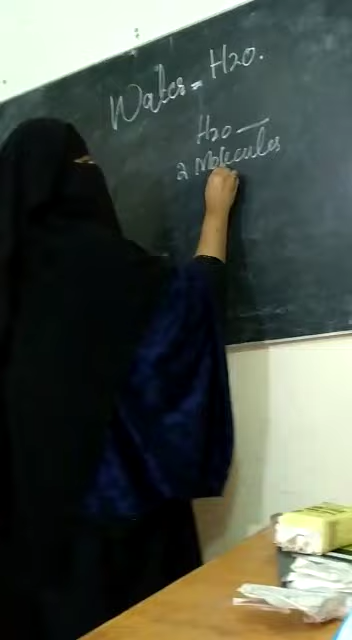 Water = H2O.
H2O —
2 Molecules